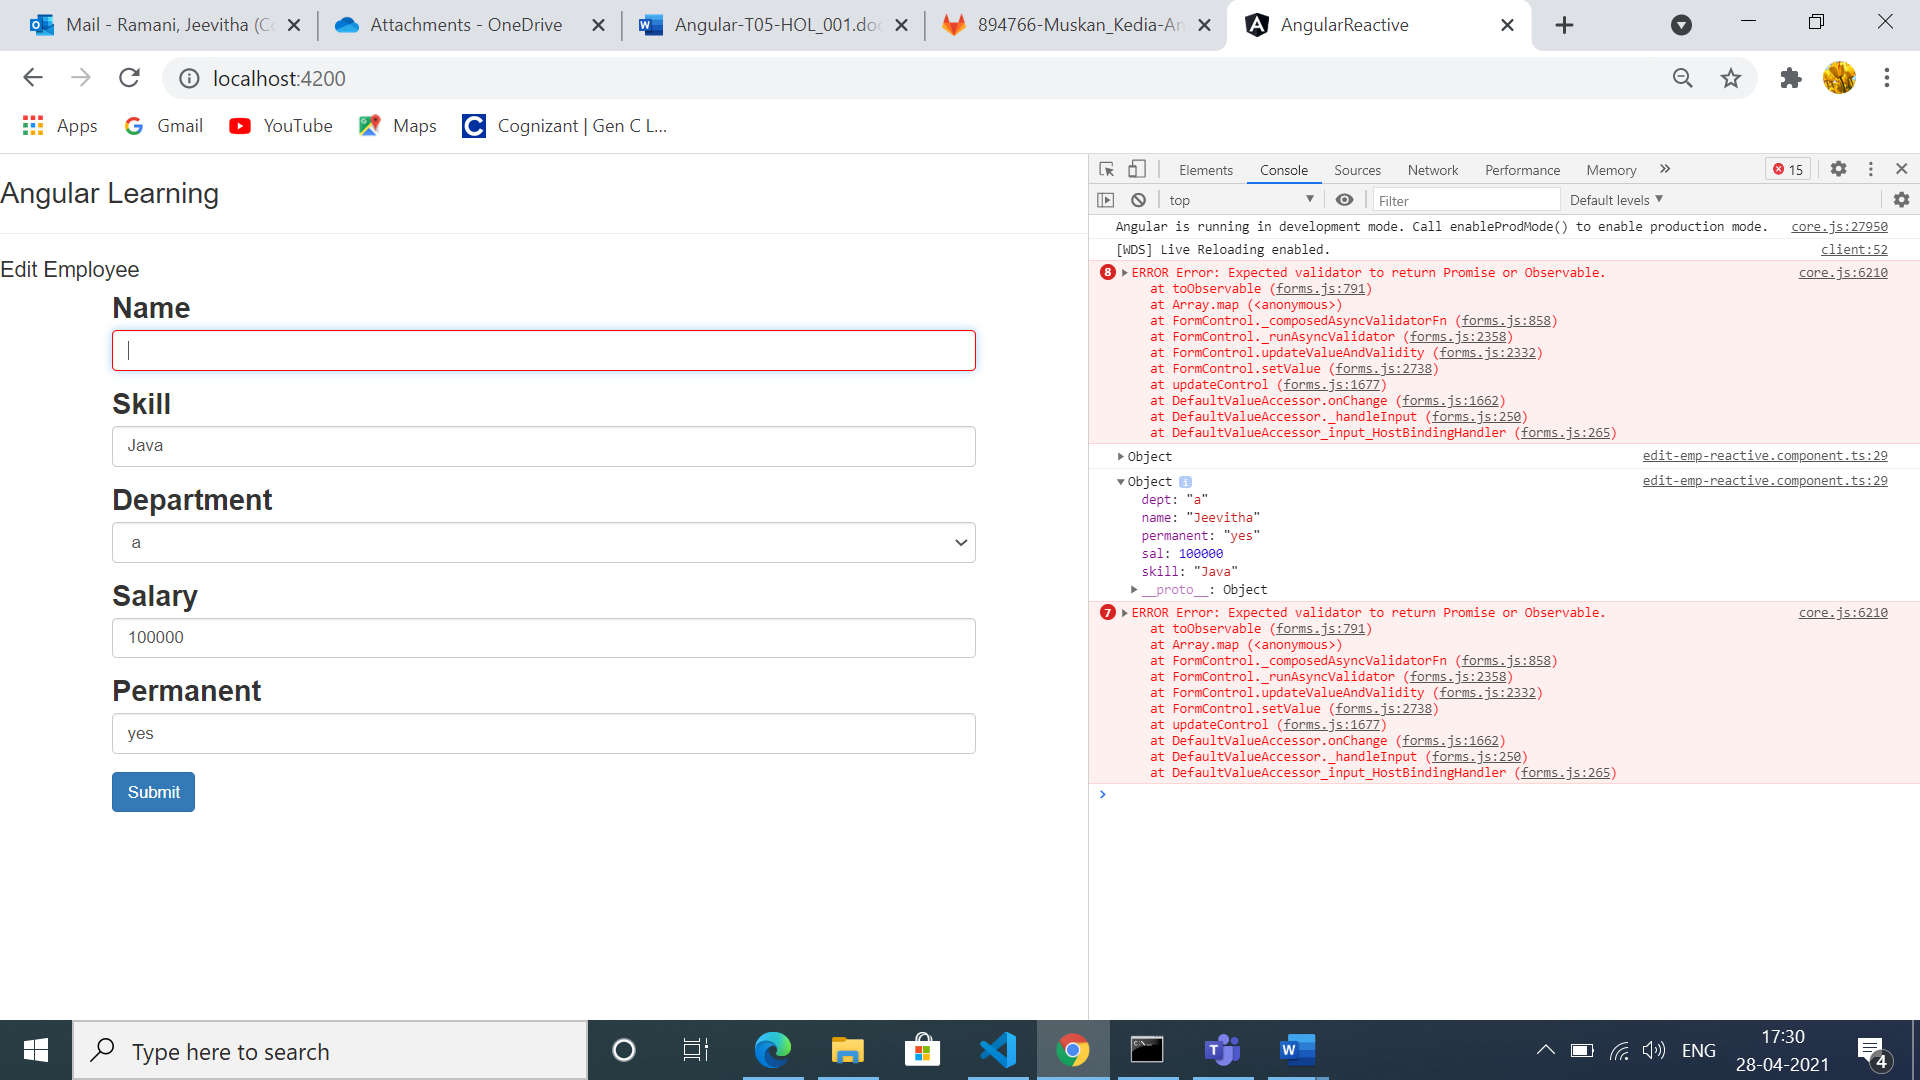 Mail - Ramani, Jeevitha (Co
Attachments - OneDrive
Angular-T05-HOL_001.doc
894766-Muskan_Kedia-An
AngularReactive
localhost:4200
Apps
Gmail
YouTube
Maps
Cognizant | Gen C L...
Angular Learning
Edit Employee
Name
Skill
Java
Department
a
Salary
100000
Permanent
yes
Submit
Elements Console Sources Network Performance Memory » 15
top Filter Default levels
Angular is running in development mode. Call enableProdMode() to enable production mode. core.js:27950
[WDS] Live Reloading enabled. client:52
8 ERROR Error: Expected validator to return Promise or Observable. core.js:6210
at toObservable (forms.js:791)
at Array.map (<anonymous>)
at FormControl._composedAsyncValidatorFn (forms.js:858)
at FormControl._runAsyncValidator (forms.js:2358)
at FormControl.updateValueAndValidity (forms.js:2332)
at FormControl.setValue (forms.js:2738)
at updateControl (forms.js:1677)
at DefaultValueAccessor.onChange (forms.js:1662)
at DefaultValueAccessor._handleInput (forms.js:250)
at DefaultValueAccessor_input_HostBindingHandler (forms.js:265)
Object edit-emp-reactive.component.ts:29
Object i edit-emp-reactive.component.ts:29
dept: "a"
name: "Jeevitha"
permanent: "yes"
sal: 100000
skill: "Java"
__proto__: Object
7 ERROR Error: Expected validator to return Promise or Observable. core.js:6210
at toObservable (forms.js:791)
at Array.map (<anonymous>)
at FormControl._composedAsyncValidatorFn (forms.js:858)
at FormControl._runAsyncValidator (forms.js:2358)
at FormControl.updateValueAndValidity (forms.js:2332)
at FormControl.setValue (forms.js:2738)
at updateControl (forms.js:1677)
at DefaultValueAccessor.onChange (forms.js:1662)
at DefaultValueAccessor._handleInput (forms.js:250)
at DefaultValueAccessor_input_HostBindingHandler (forms.js:265)
Type here to search
ENG
17:30
28-04-2021
4